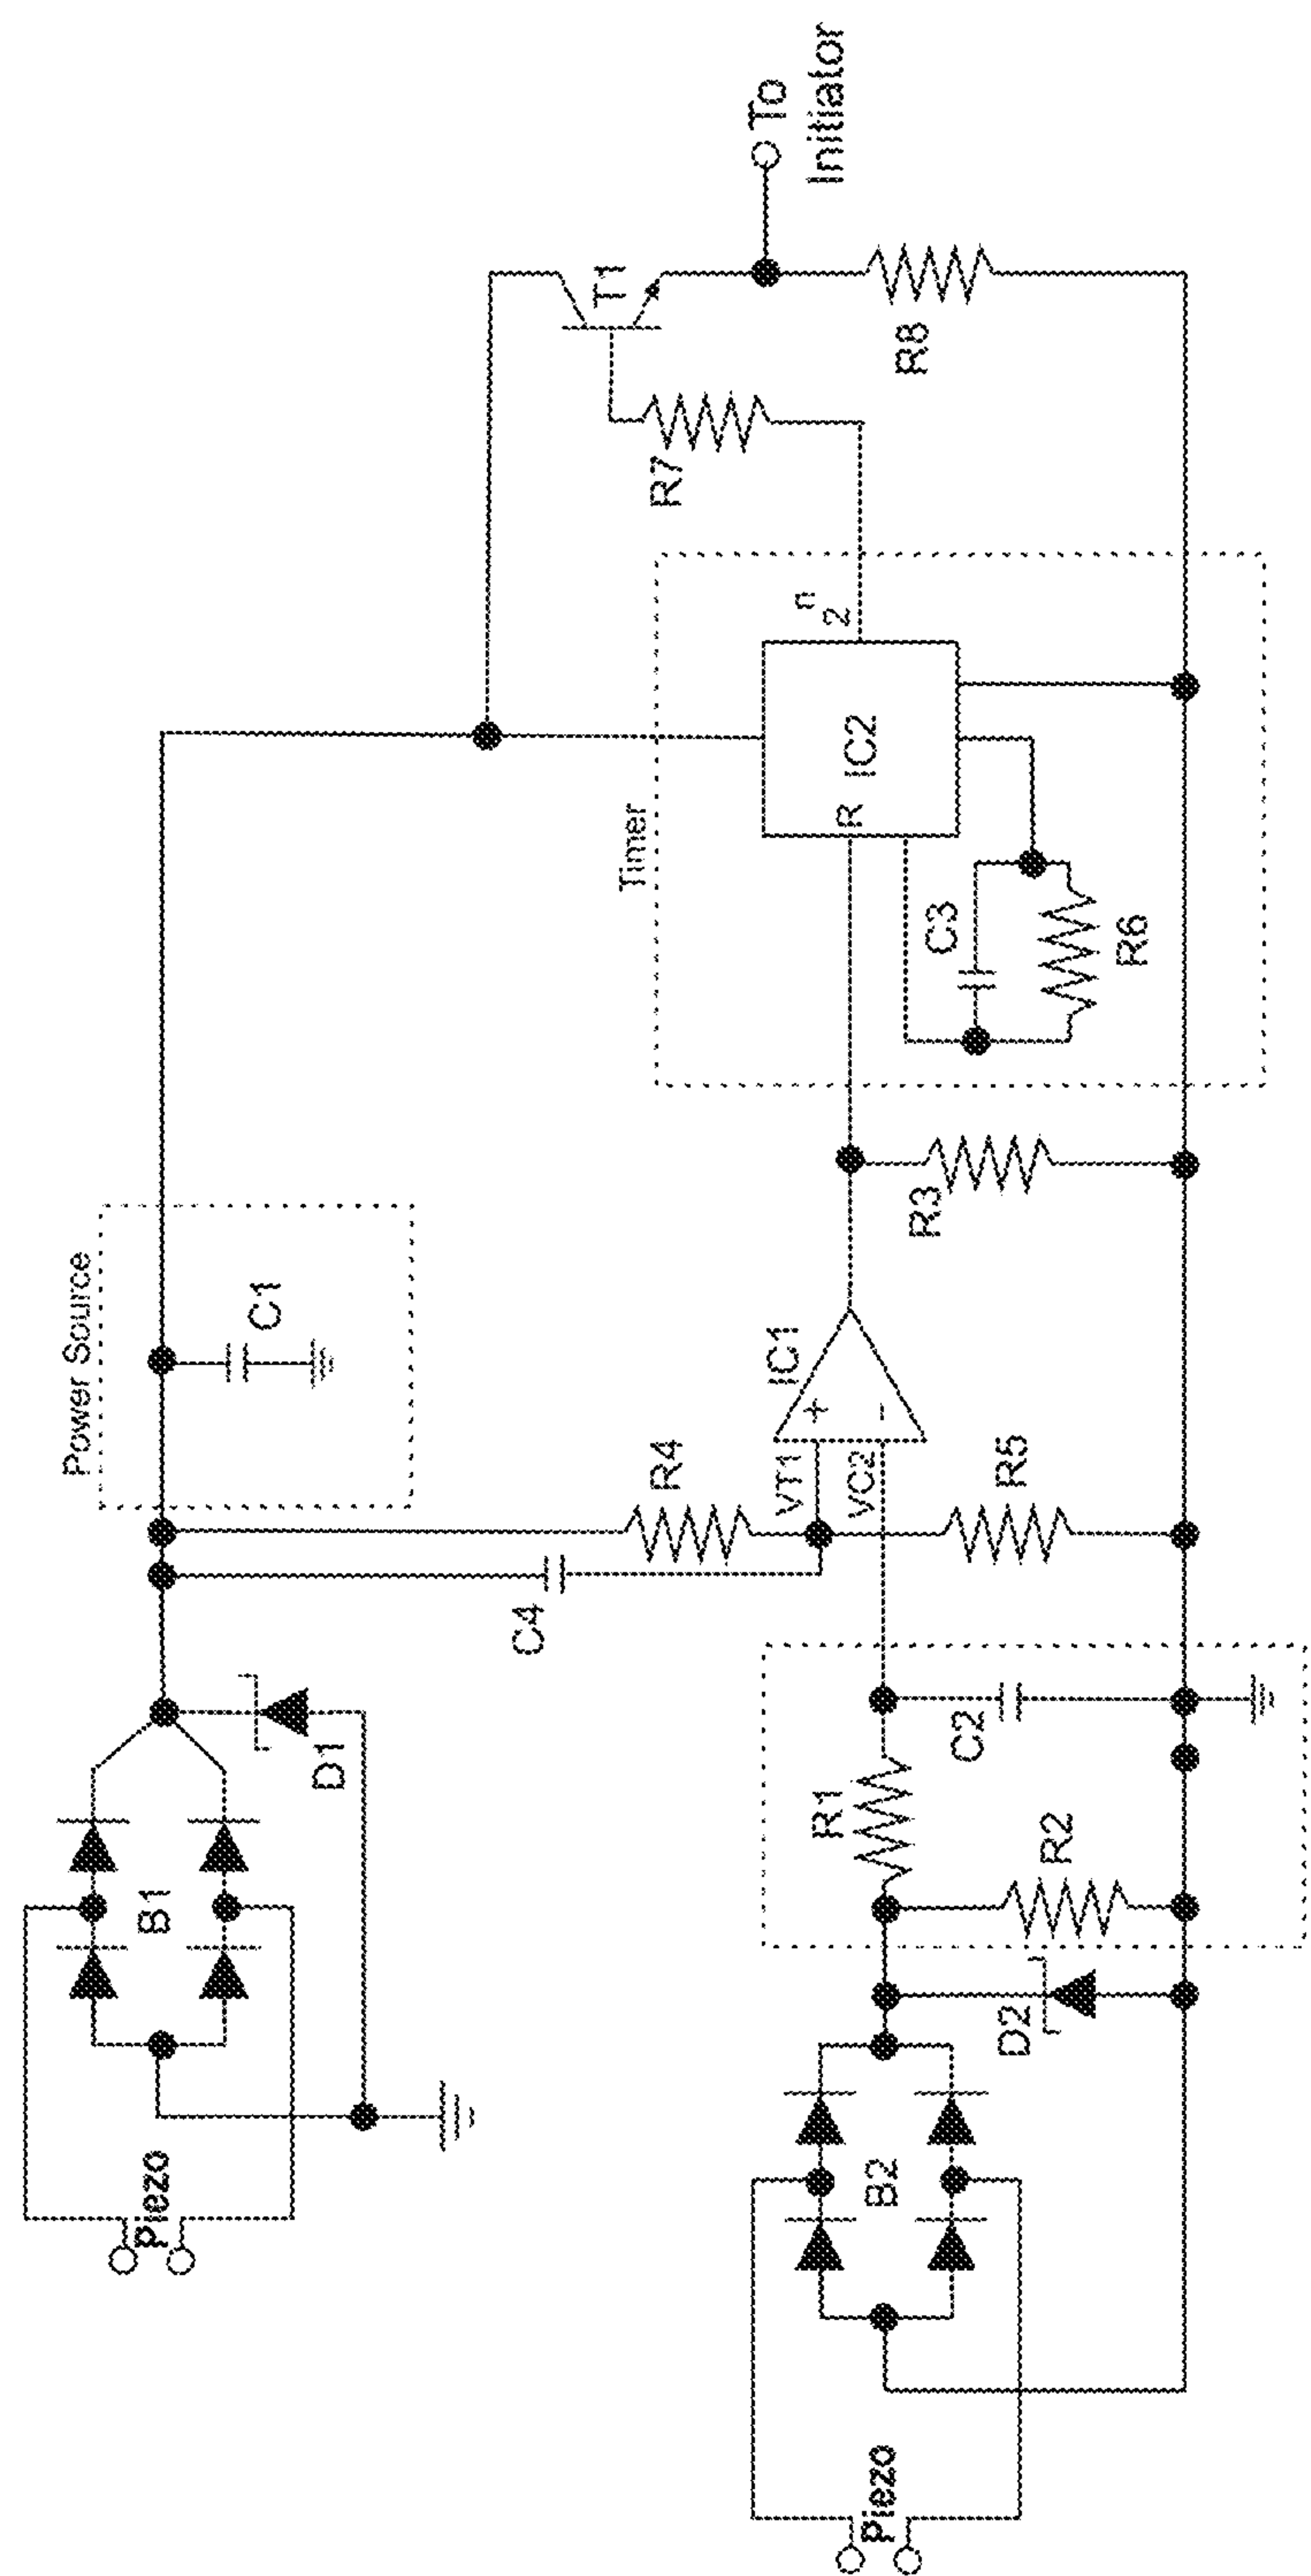 Piezo
B1
D1
C4
R4
Power Source
C1
Piezo
B2
D2
R1
R2
C2
VT1
VC2
+
-
IC1
R5
R3
Timer
C3
R6
R
IC2
n
2
R7
T1
R8
To
Initiator